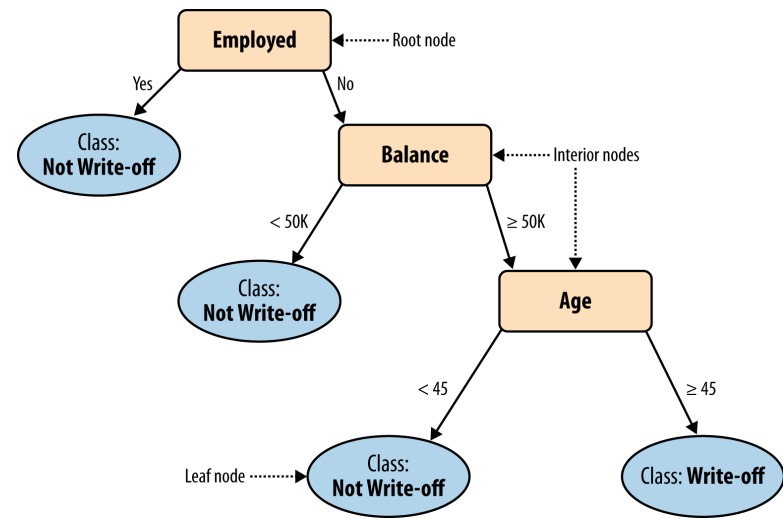 Employed
Root node
Yes
No
Class:
Not Write-off
Balance
Interior nodes
< 50K
≥ 50K
Class:
Not Write-off
Age
< 45
≥ 45
Leaf node
Class:
Not Write-off
Class: Write-off